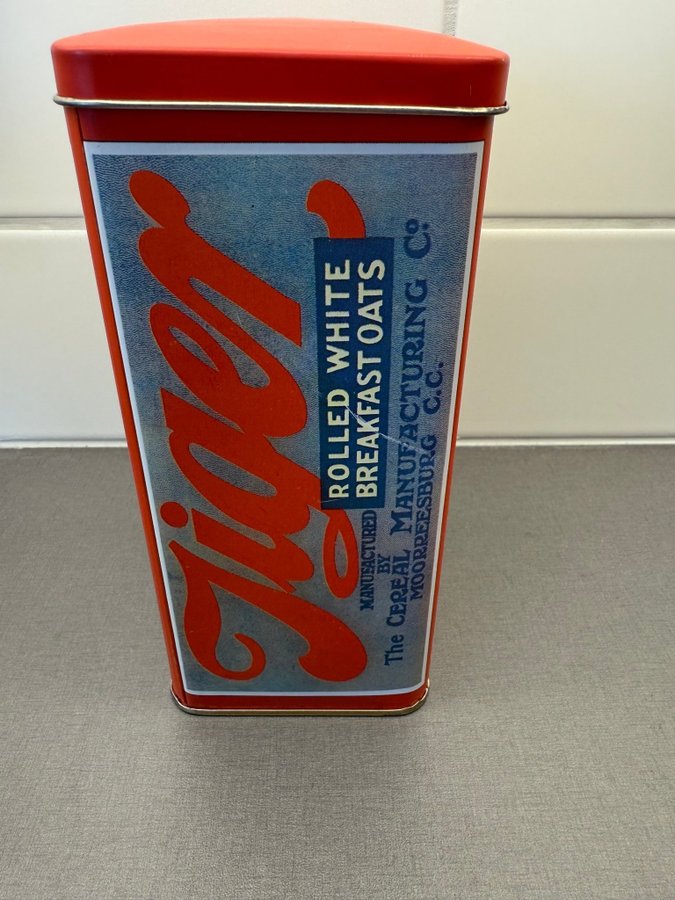 Tiger
ROLLED WHITE
BREAKFAST OATS
MANUFACTURED
BY
The CEREAL MANUFACTURING Cº
MOORREESBURG C.C.